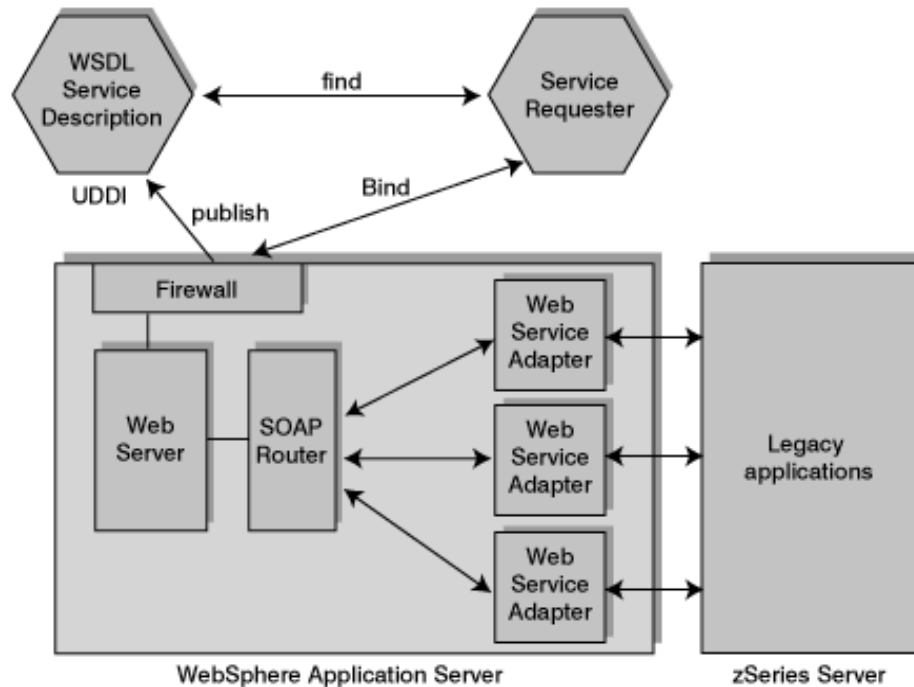 WSDL
Service
Description
find
Service
Requester
UDDI
publish
Bind
Firewall
Web
Server
SOAP
Router
Web
Service
Adapter
Web
Service
Adapter
Web
Service
Adapter
Legacy
applications
WebSphere Application Server
zSeries Server